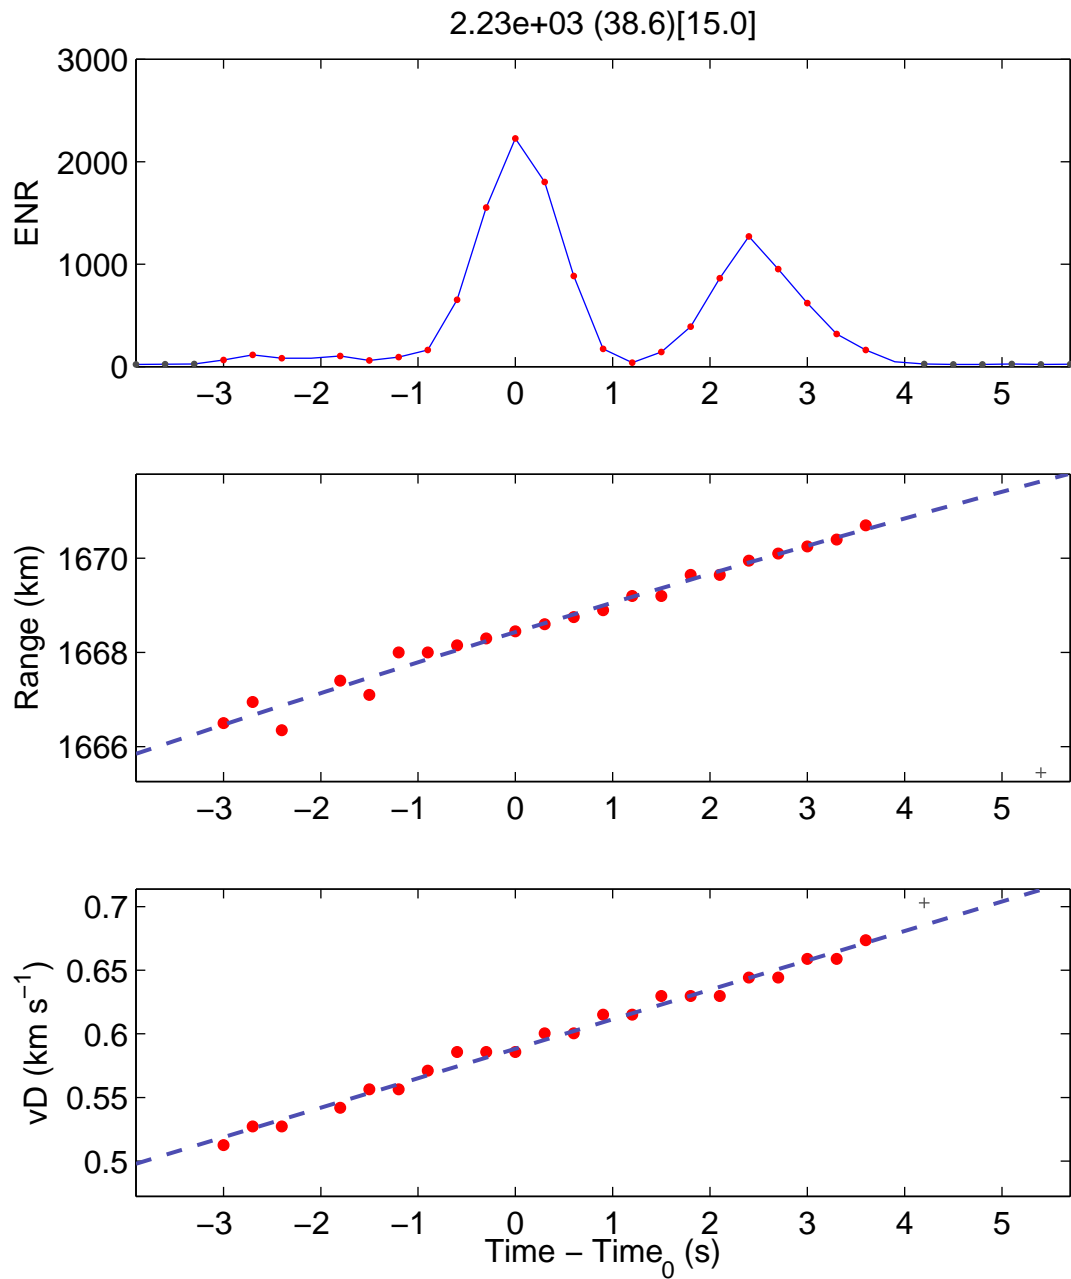 2.23e+03 (38.6)[15.0]
3000
2000
1000
0
ENR
−3 −2 −1 0 1 2 3 4 5
1670
1668
1666
Range (km)
−3 −2 −1 0 1 2 3 4 5
0.7
0.65
0.6
0.55
0.5
vD (km s−1)
−3 −2 −1 0 1 2 3 4 5
Time − Time0 (s)